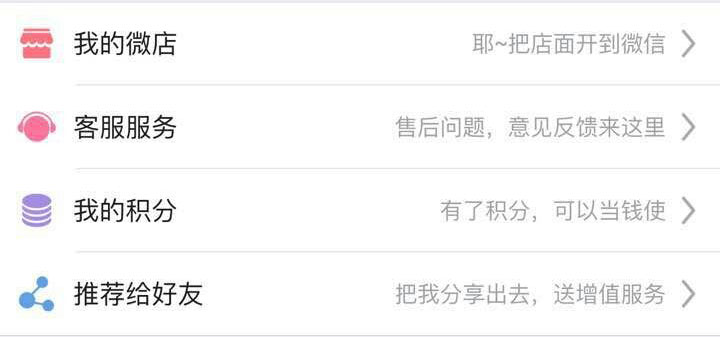 我的微店 耶~把店面开到微信
客服服务 售后问题，意见反馈来这里
我的积分 有了积分，可以当钱使
推荐给好友 把我分享出去，送增值服务